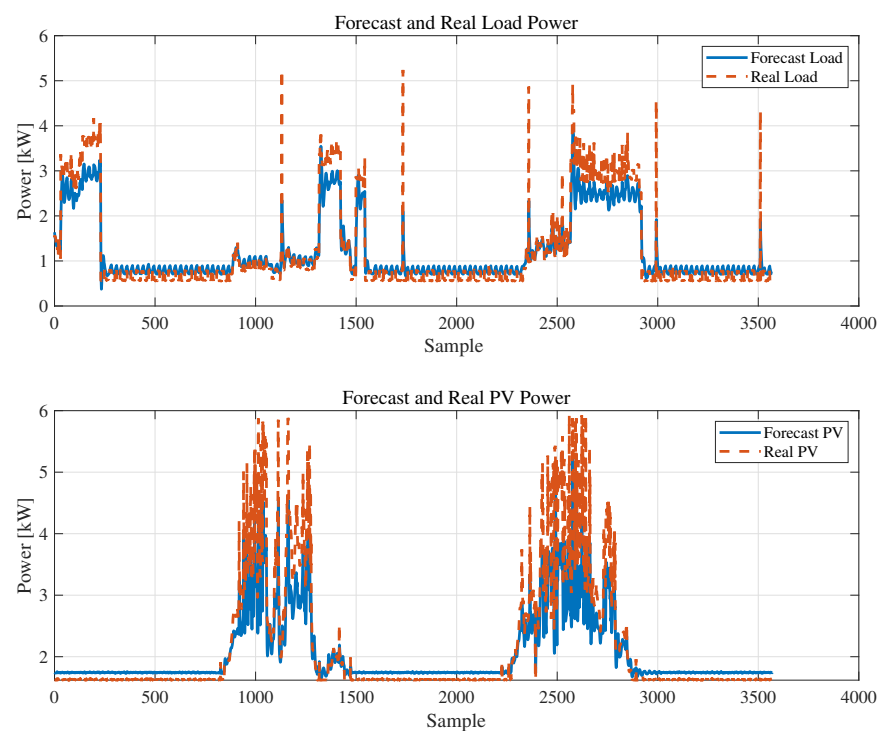 Forecast and Real Load Power
6
5
4
3
2
1
0
Power [kW]
Forecast Load
Real Load
0 500 1000 1500 2000 2500 3000 3500 4000
Sample
Forecast and Real PV Power
6
5
4
3
2
Power [kW]
Forecast PV
Real PV
0 500 1000 1500 2000 2500 3000 3500 4000
Sample